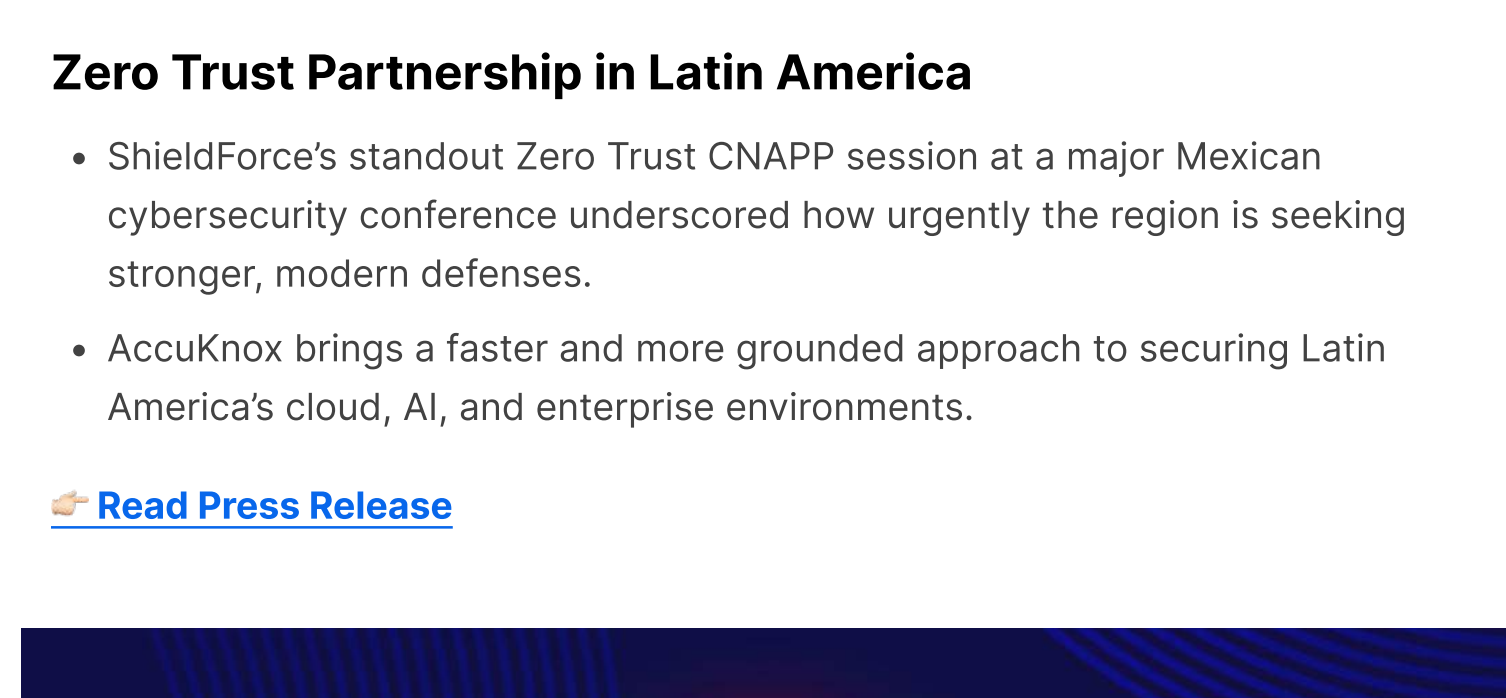 Zero Trust Partnership in Latin America
• ShieldForce’s standout Zero Trust CNAPP session at a major Mexican
cybersecurity conference underscored how urgently the region is seeking
stronger, modern defenses.
• AccuKnox brings a faster and more grounded approach to securing Latin
America’s cloud, AI, and enterprise environments.
👉🏻 Read Press Release